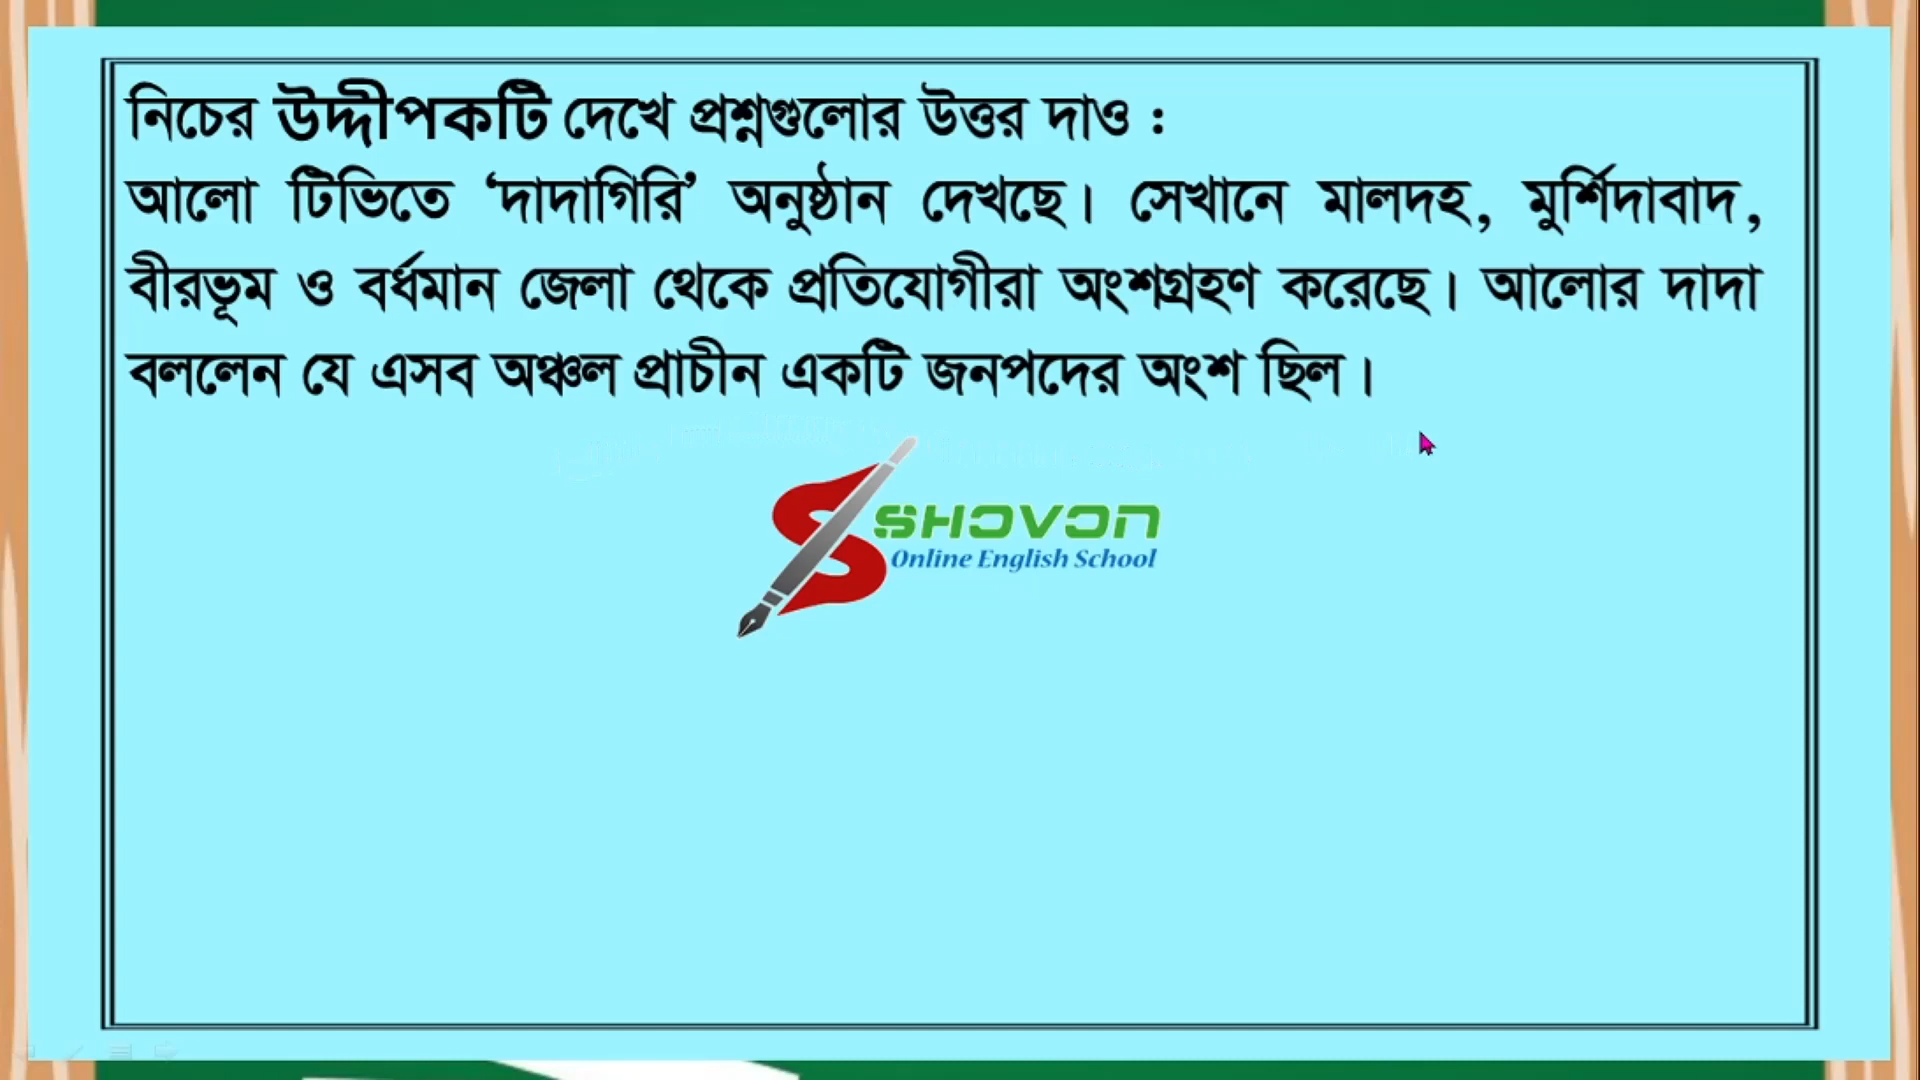 নিচের উদ্দীপকটি দেখে প্রশ্নগুলোর উত্তর দাও :
আলো টিভিতে ‘দাদাগিরি’ অনুষ্ঠান দেখছে। সেখানে মালদহ, মুর্শিদাবাদ,
বীরভূম ও বর্ধমান জেলা থেকে প্রতিযোগীরা অংশগ্রহণ করেছে। আলোর দাদা
বললেন যে এসব অঞ্চল প্রাচীন একটি জনপদের অংশ ছিল।
SHOVON
Online English School